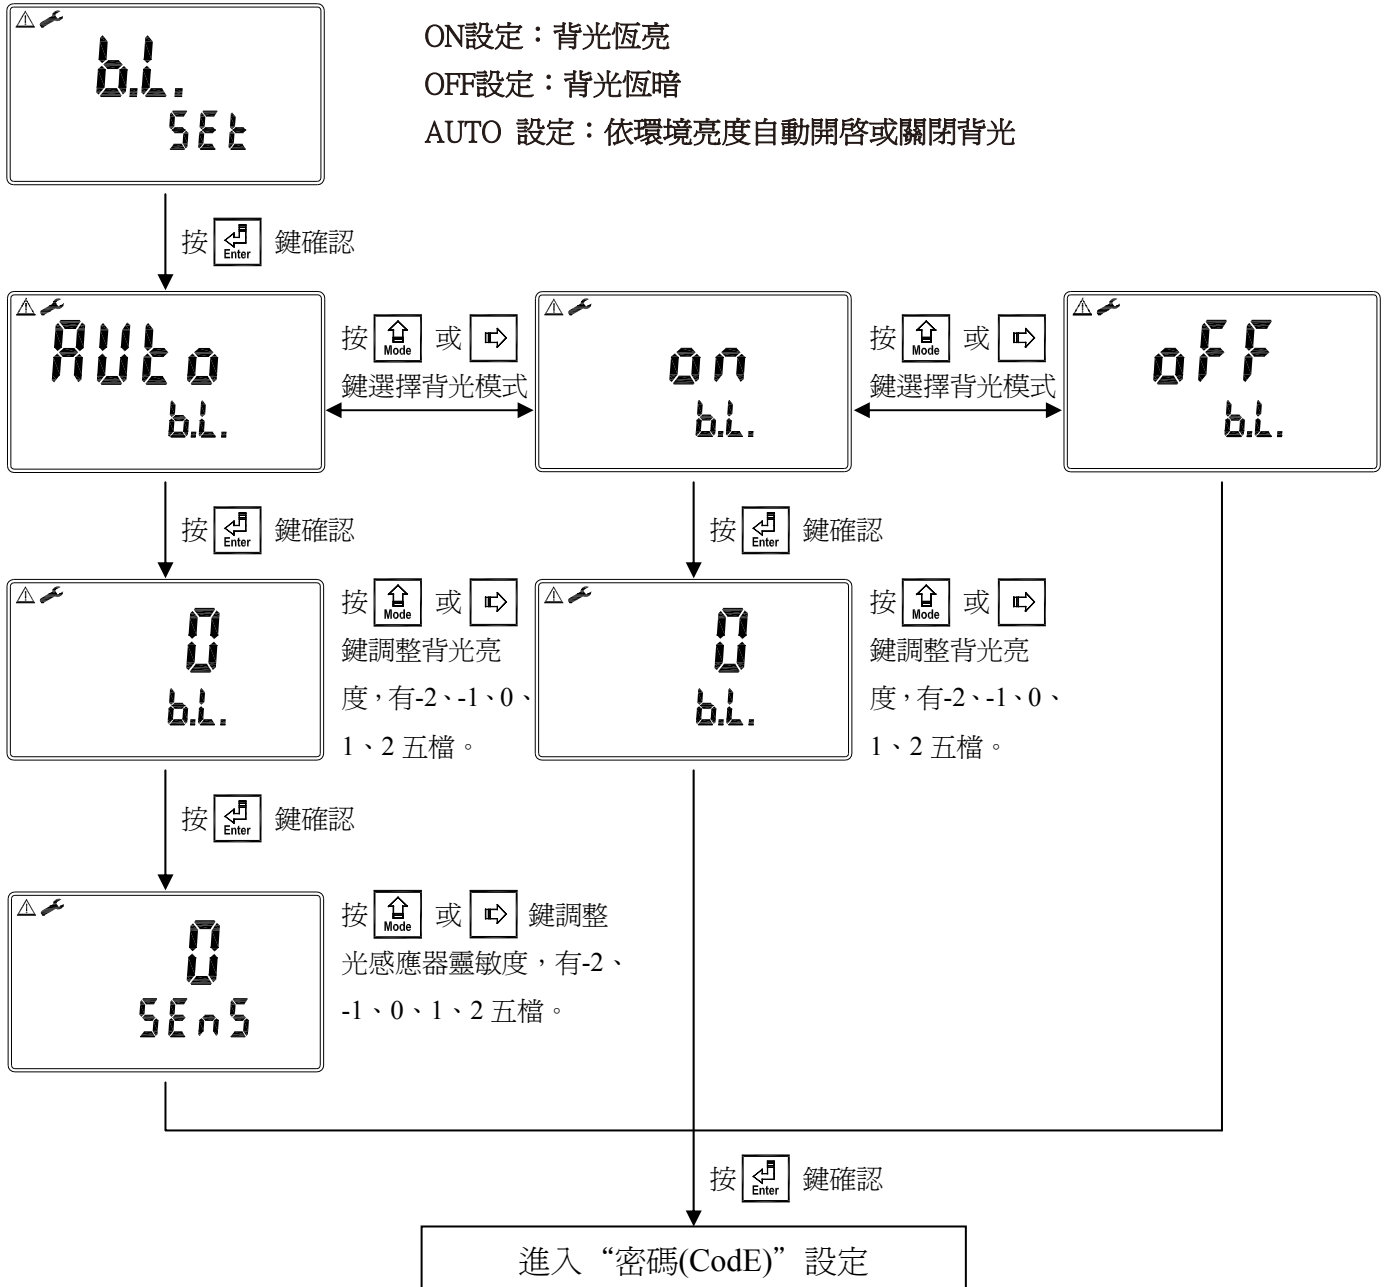 b.L.
SEt
ON設定：背光恆亮
OFF設定：背光恆暗
AUTO 設定：依環境亮度自動開啓或關閉背光
按 Enter 鍵確認
AUto
b.L.
按 Mode 或
鍵選擇背光模式
on
b.L.
按 Mode 或
鍵選擇背光模式
oFF
b.L.
按 Enter 鍵確認
按 Enter 鍵確認
0
b.L.
按 Mode 或
鍵調整背光亮
度，有-2、-1、0、
1、2 五檔。
0
b.L.
按 Mode 或
鍵調整背光亮
度，有-2、-1、0、
1、2 五檔。
按 Enter 鍵確認
0
SEnS
按 Mode 或 鍵調整
光感應器靈敏度，有-2、
-1、0、1、2 五檔。
按 Enter 鍵確認
進入“密碼(CodE)”設定